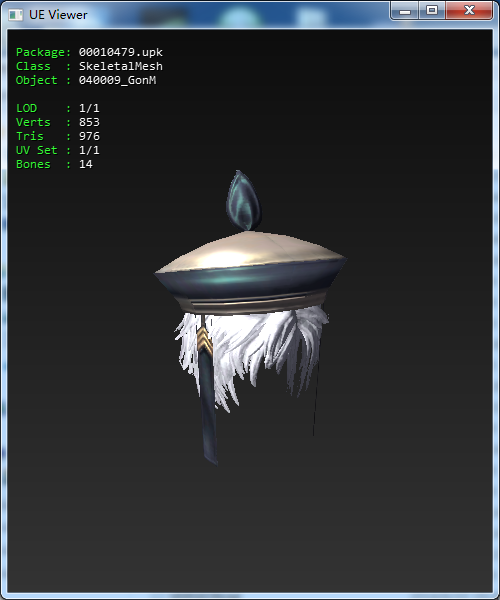 UE Viewer
Package: 00010479.upk
Class : SkeletalMesh
Object : 040009_GonM
LOD : 1/1
Verts : 853
Tris : 976
UV Set : 1/1
Bones : 14